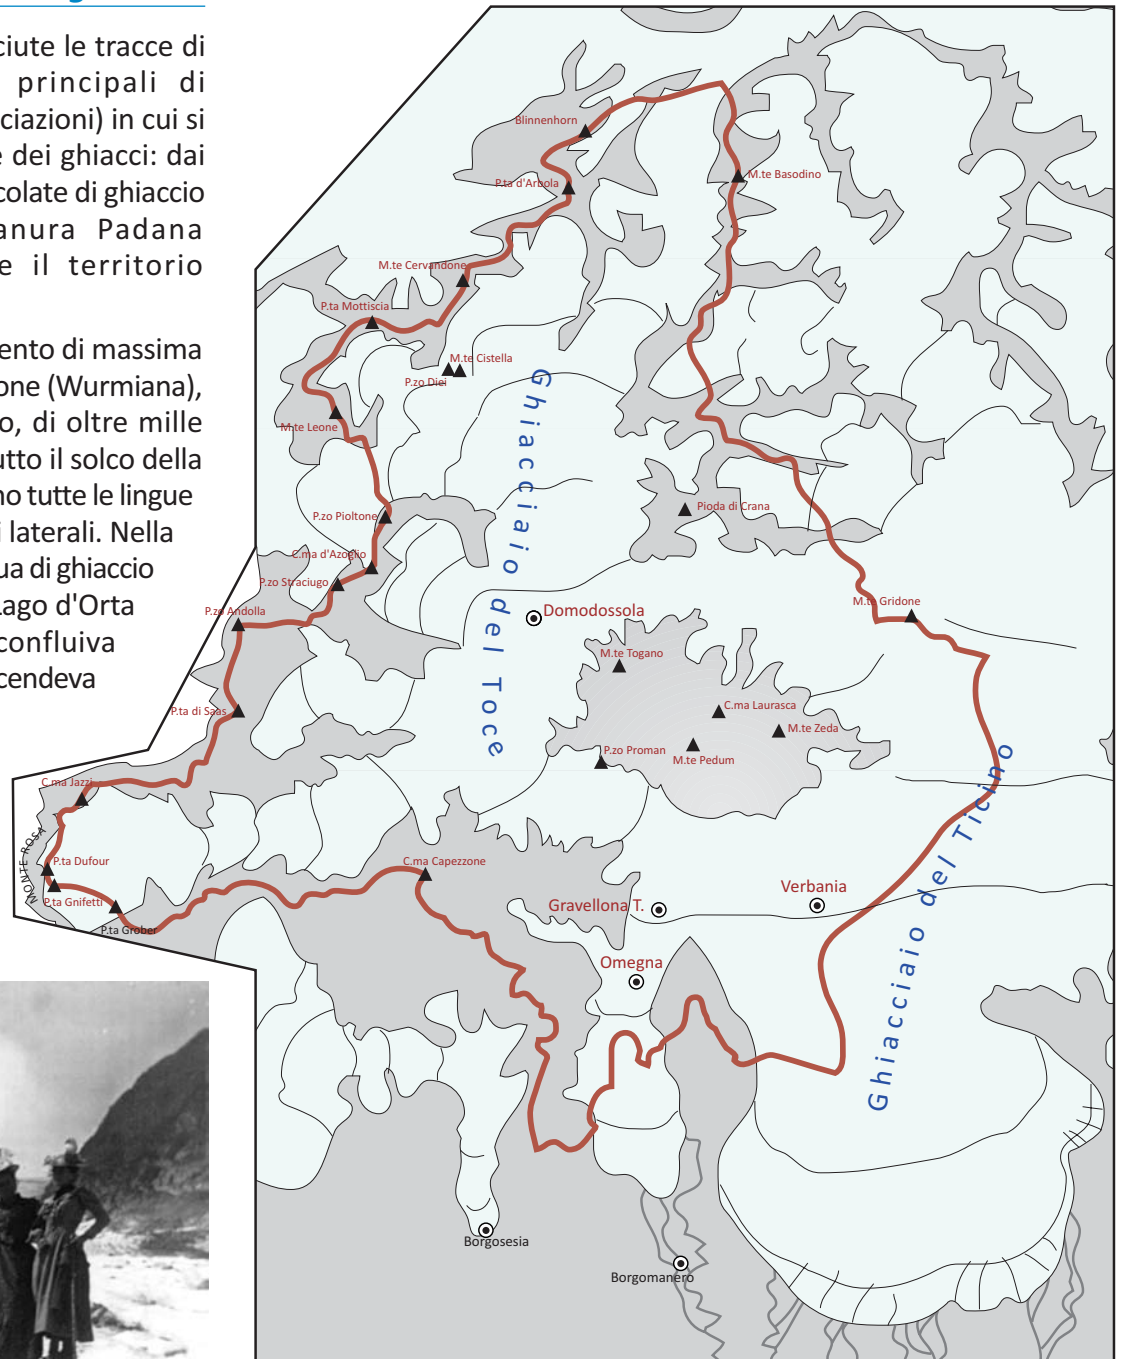 ciute le tracce di
principali di
ciazioni) in cui si
e dei ghiacci: dai
colate di ghiaccio
anura Padana
e il territorio
ento di massima
one (Wurmiana),
o, di oltre mille
utto il solco della
no tutte le lingue
i laterali. Nella
ua di ghiaccio
Lago d'Orta
confluiva
cendeva
Blinnenhorn
P.ta d'Arbola
M.te Basodino
M.te Cervandone
P.ta Mottiscia
M.te Cistella
P.zo Diei
M.te Leone
Ghiacciaio del Toce
P.zo Pioltone
Pioda di Crana
C.ma d'Azoglio
P.zo Straciugo
P.zo Andolla
Domodossola
M.te Gridone
M.te Togano
P.ta di Saas
C.ma Laurasca
M.te Zeda
P.zo Proman
M.te Pedum
C.ma Jazzi
MONTE ROSA
P.ta Dufour
P.ta Gnifetti
P.ta Grober
C.ma Capezzone
Gravellona T.
Verbania
Omegna
Ghiacciaio del Ticino
Borgosesia
Borgomanero